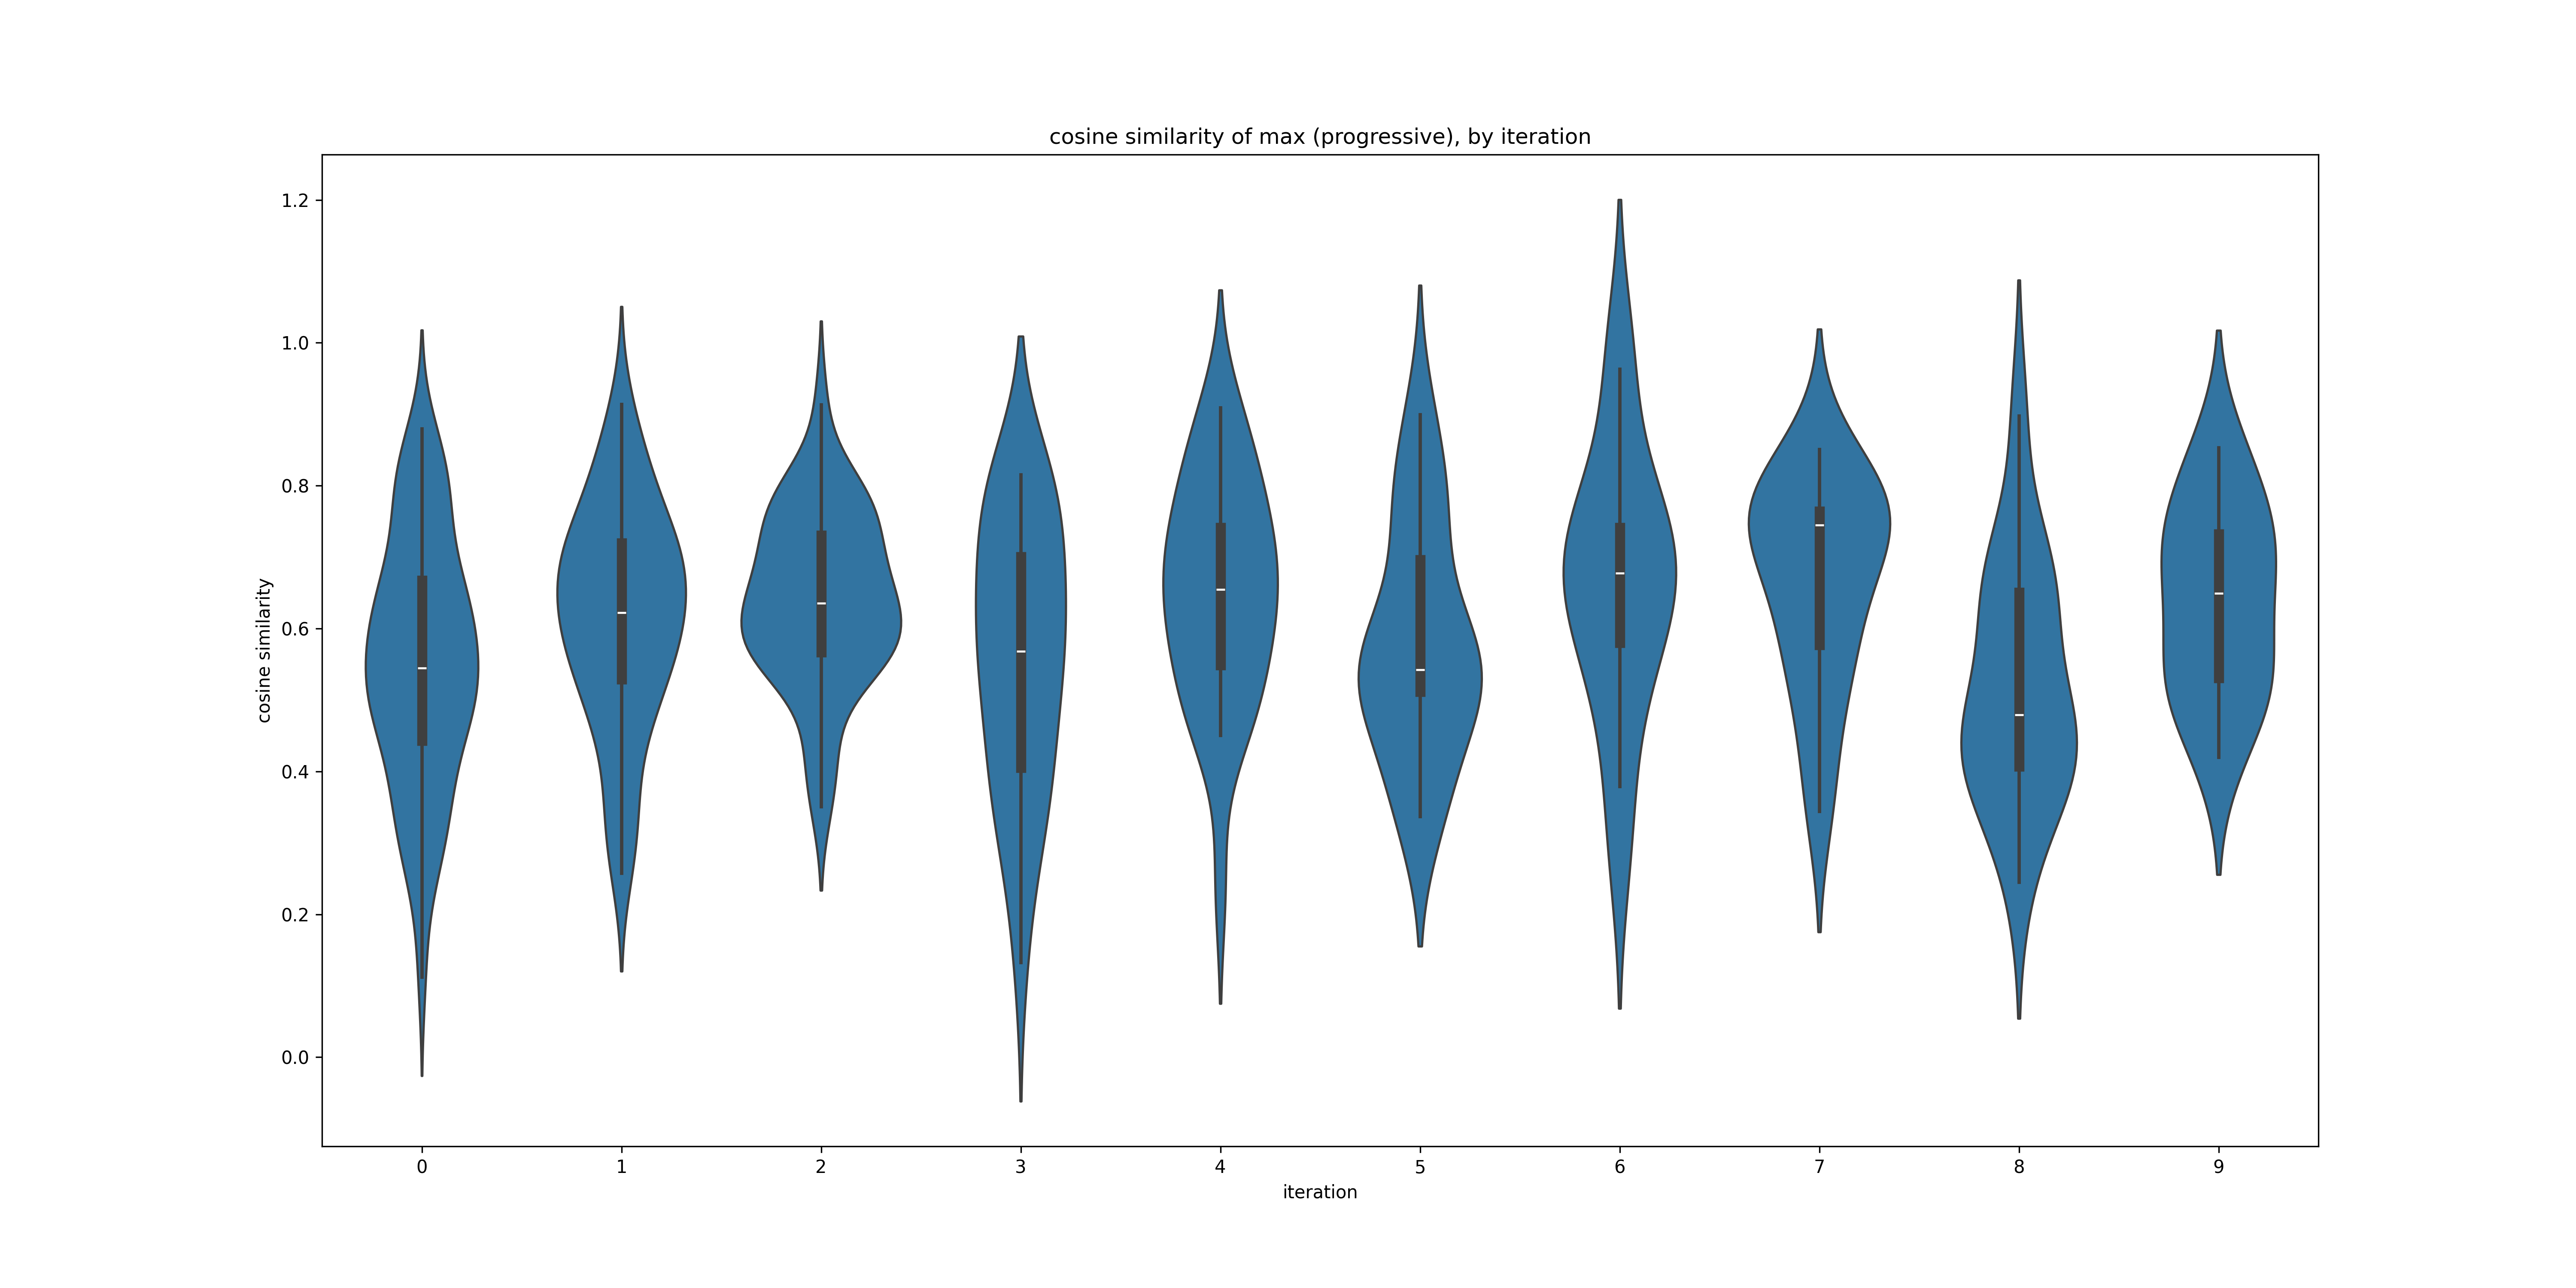 cosine similarity of max (progressive), by iteration
1.2
1.0
0.8
0.6
0.4
0.2
0.0
cosine similarity
0 1 2 3 4 5 6 7 8 9
iteration